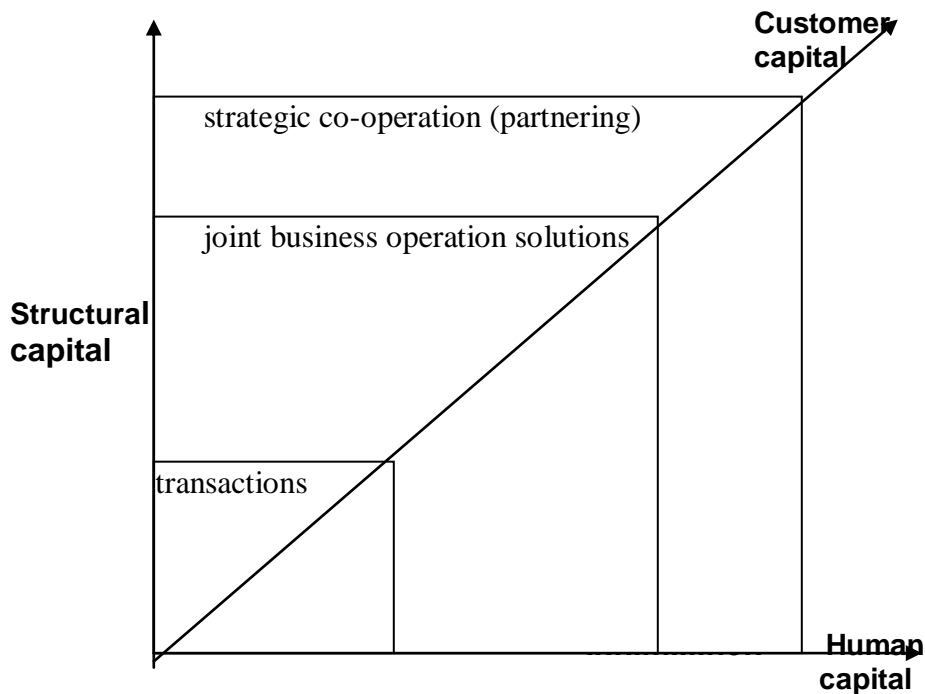 Customer
capital
strategic co-operation (partnering)
joint business operation solutions
Structural
capital
transactions
Human
capital